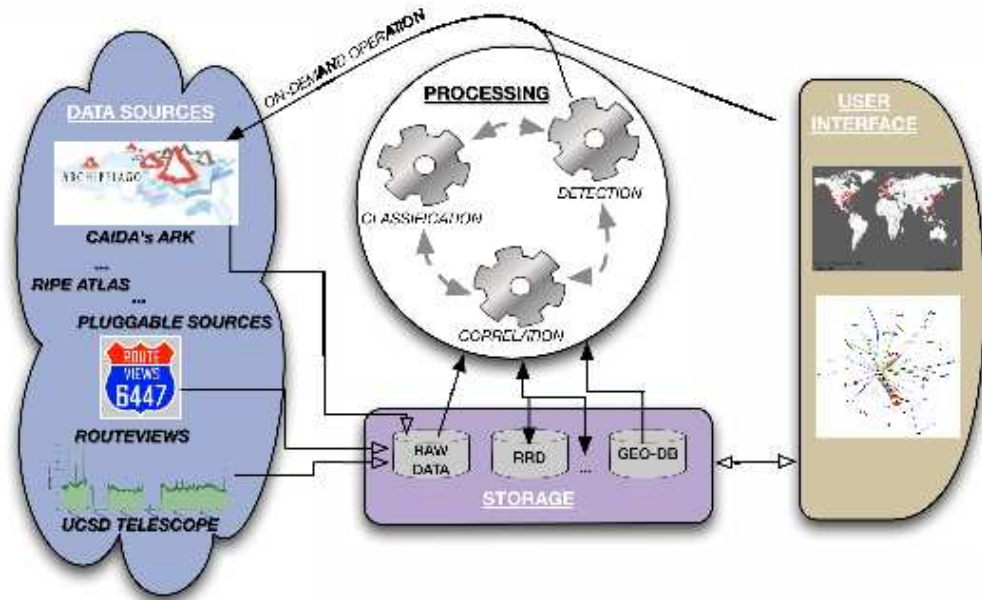 ON-DEMAND OPERATION
DATA SOURCES
ARCHIPELAGO
CAIDA's ARK
...
RIPE ATLAS
...
PLUGGABLE SOURCES
ROUTE
VIEWS
6447
ROUTEVIEWS
UCSD TELESCOPE
PROCESSING
CLASSIFICATION
DETECTION
CORRELATION
RAW
DATA
RRD
...
GEO-DB
STORAGE
USER
INTERFACE